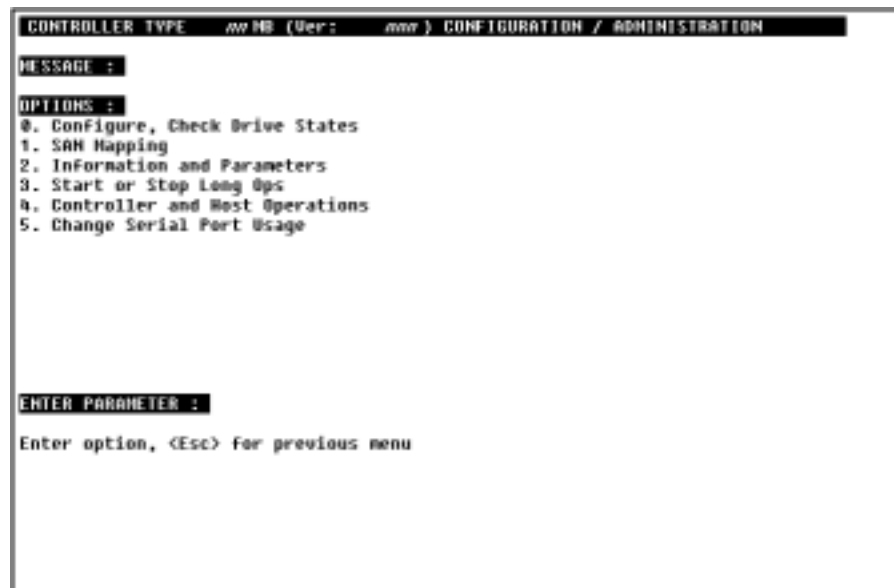 CONTROLLER TYPE nn MB (Ver: nnn) CONFIGURATION / ADMINISTRATION
MESSAGE :
OPTIONS :
0. Configure, Check Drive States
1. SAN Mapping
2. Information and Parameters
3. Start or Stop Long Ops
4. Controller and Host Operations
5. Change Serial Port Usage
ENTER PARAMETER :
Enter option, <Esc> for previous menu